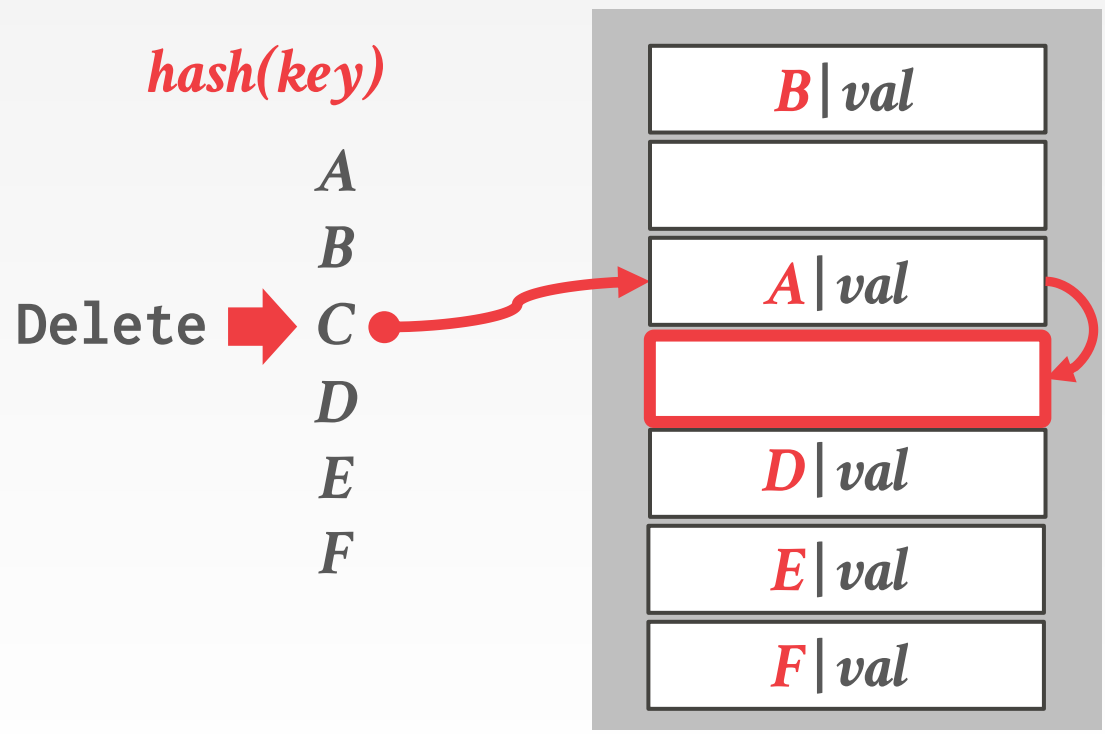 hash(key)
A
B
Delete C
D
E
F
B|val
A|val
D|val
E|val
F|val